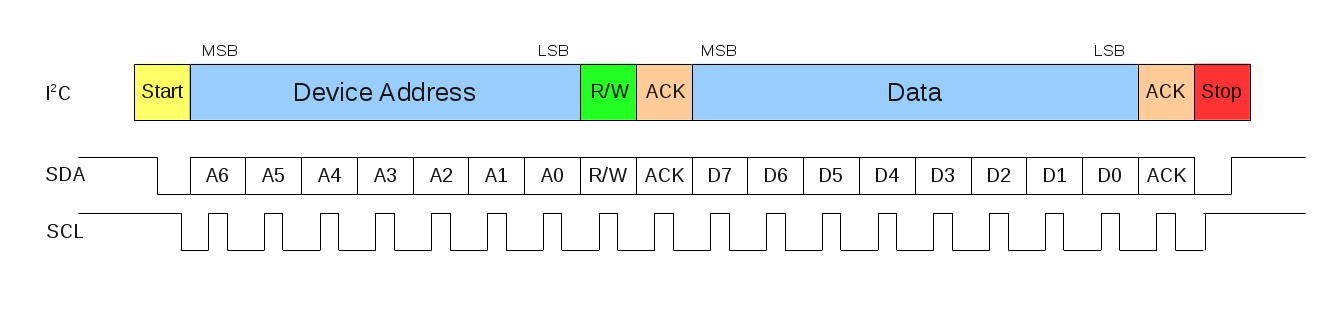 MSB LSB MSB LSB
I²C Start Device Address R/W ACK Data ACK Stop
SDA A6 A5 A4 A3 A2 A1 A0 R/W ACK D7 D6 D5 D4 D3 D2 D1 D0 ACK
SCL